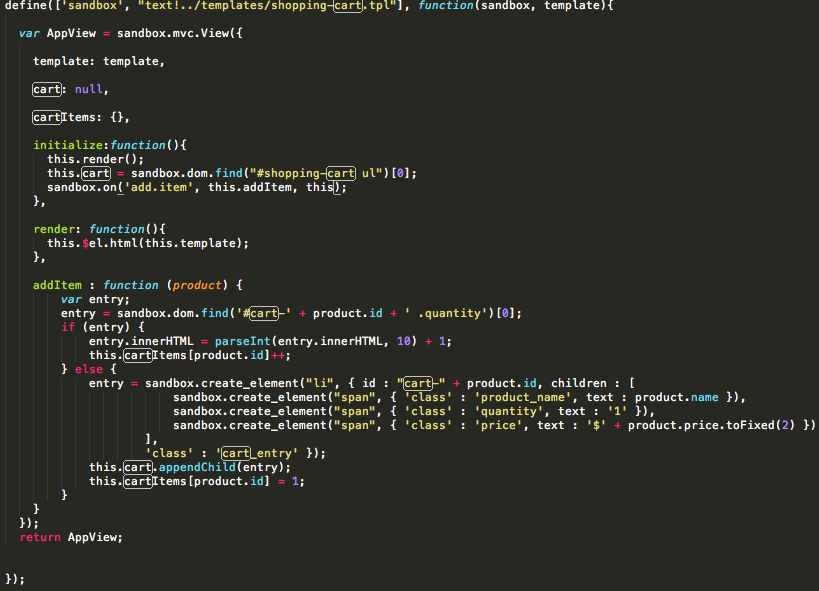 define(['sandbox', "text!../templates/shopping-cart.tpl"], function(sandbox, template){
var AppView = sandbox.mvc.View({
template: template,
cart: null,
cartItems: {},
initialize:function(){
this.render();
this.cart = sandbox.dom.find("#shopping-cart ul")[0];
sandbox.on('add.item', this.addItem, this);
},
render: function(){
this.$el.html(this.template);
},
addItem : function (product) {
var entry;
entry = sandbox.dom.find('#cart-' + product.id + ' .quantity')[0];
if (entry) {
entry.innerHTML = parseInt(entry.innerHTML, 10) + 1;
this.cartItems[product.id]++;
} else {
entry = sandbox.create_element("li", { id : "cart-" + product.id, children : [
sandbox.create_element("span", { 'class' : 'product_name', text : product.name }),
sandbox.create_element("span", { 'class' : 'quantity', text : '1' }),
sandbox.create_element("span", { 'class' : 'price', text : '$' + product.price.toFixed(2) })
],
'class' : 'cart_entry' });
this.cart.appendChild(entry);
this.cartItems[product.id] = 1;
}
}
});
return AppView;
});